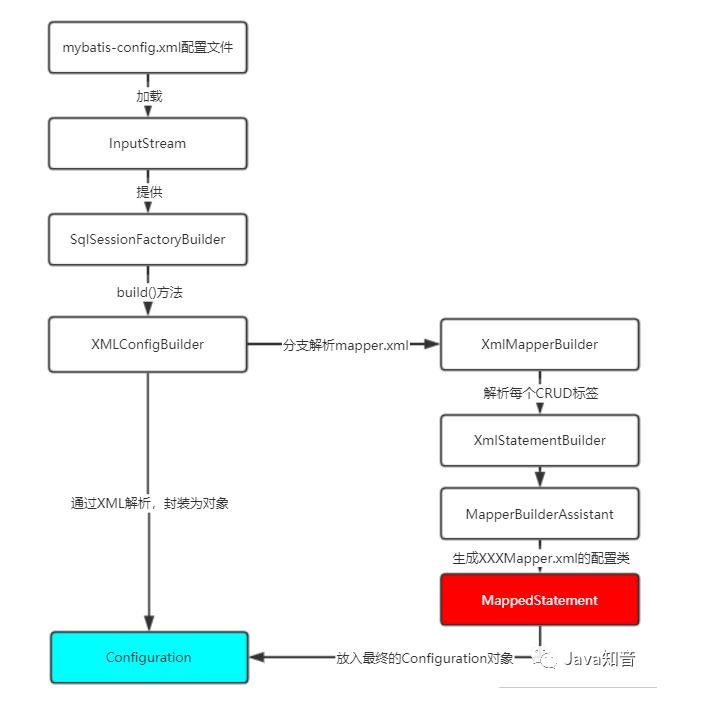 mybatis-config.xml配置文件
加载
InputStream
提供
SqlSessionFactoryBuilder
build()方法
XMLConfigBuilder
分支解析mapper.xml
XmlMapperBuilder
解析每个CRUD标签
XmlStatementBuilder
通过XML解析，封装为对象
MapperBuilderAssistant
生成XXXMapper.xml的配置类
MappedStatement
Configuration
放入最终的Configuration对象
Java知音